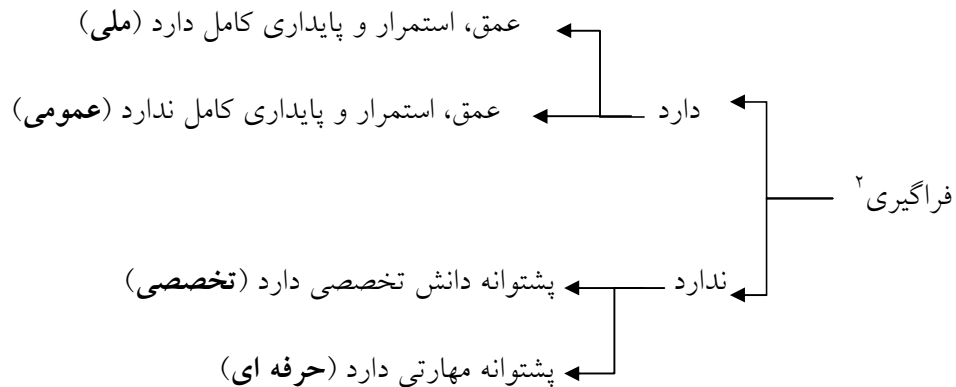 عمق، استمرار و پایداری کامل دارد (ملی)
دارد
عمق، استمرار و پایداری کامل ندارد (عمومی)
فراگیری۲
ندارد
پشتوانه دانش تخصصی دارد (تخصصی)
پشتوانه مهارتی دارد (حرفه ای)